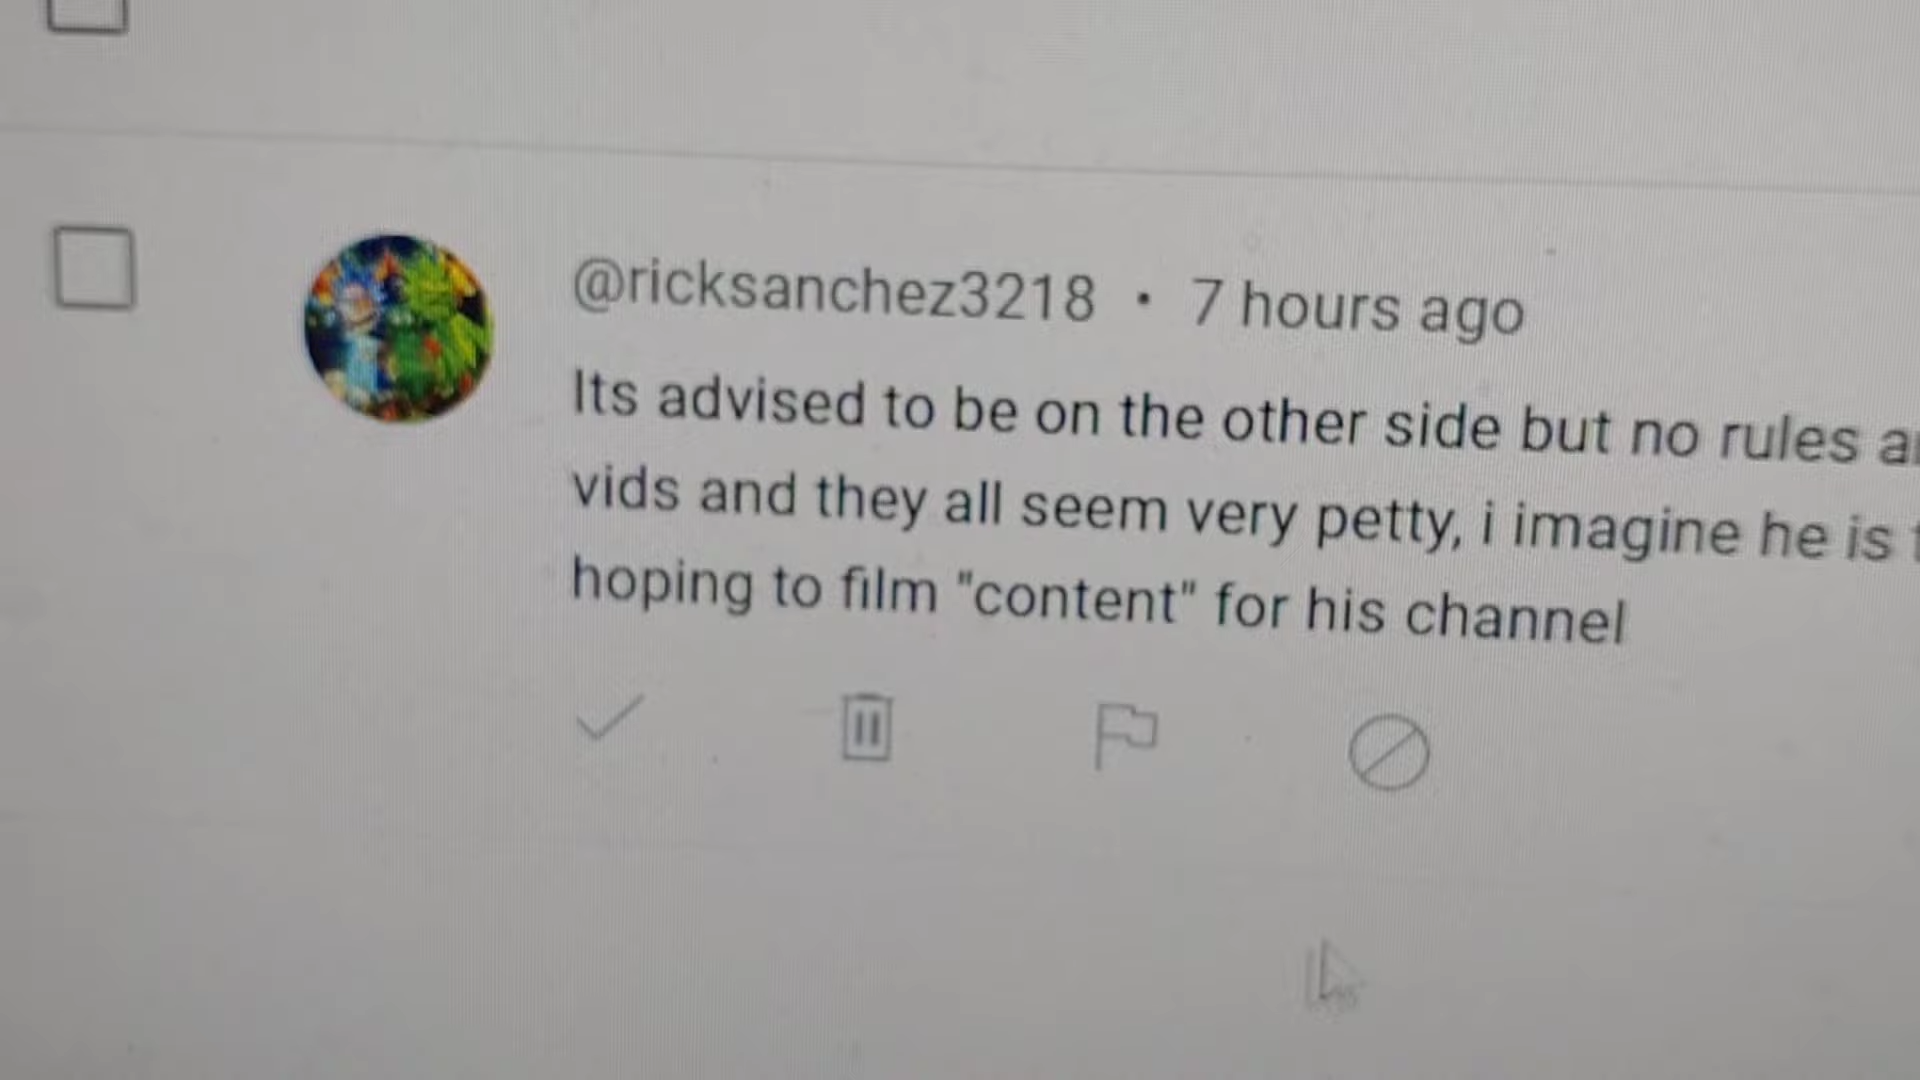 @ricksanchez3218 · 7 hours ago
Its advised to be on the other side but no rules
vids and they all seem very petty, i imagine he is
hoping to film "content" for his channel